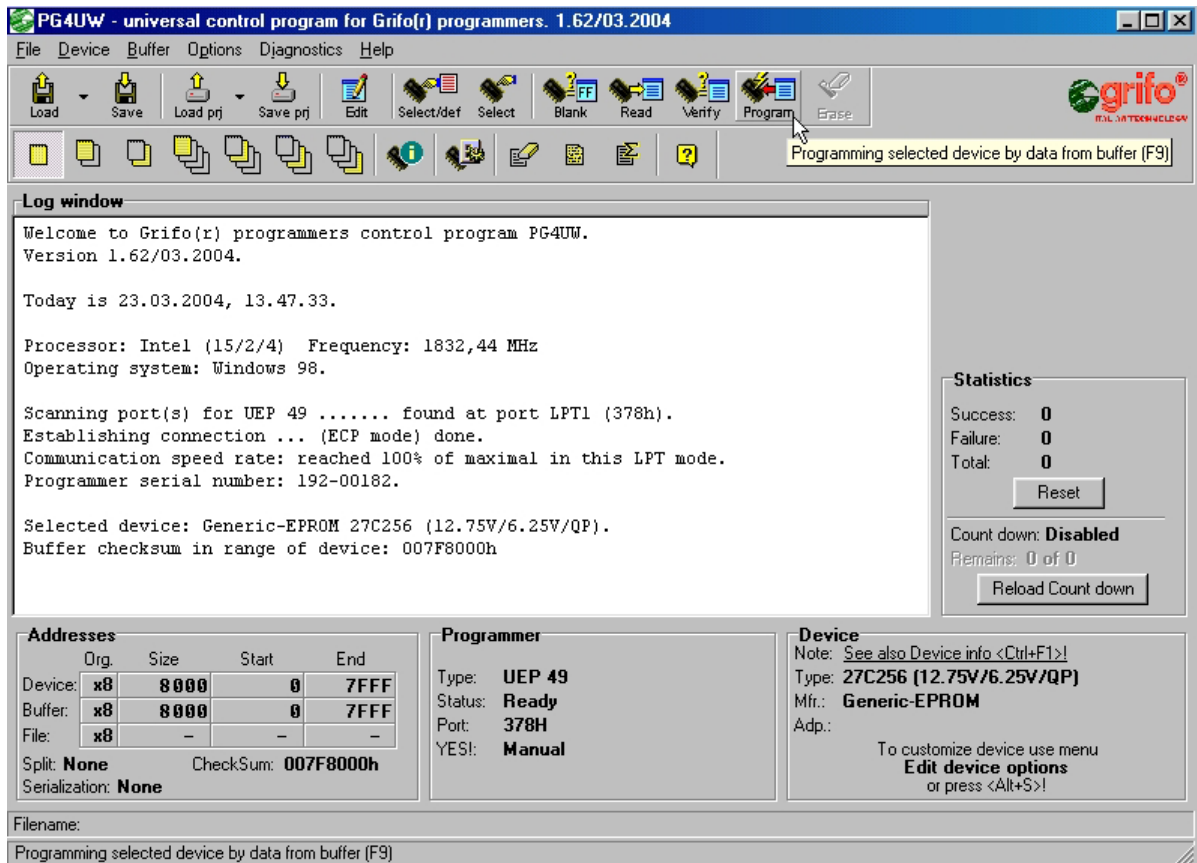 PG4UW - universal control program for Grifo(r) programmers. 1.62/03.2004
File Device Buffer Options Djagnostics Help
Load Save Load prj Save prj Edit Select/def Select Blank Read Verify Program Erase
FF
grifo®
ITALIAN TECHNOLOGY
Programming selected device by data from buffer (F9)
Log window
Welcome to Grifo(r) programmers control program PG4UW.
Version 1.62/03.2004.
Today is 23.03.2004, 13.47.33.
Processor: Intel (15/2/4) Frequency: 1832,44 MHz
Operating system: Windows 98.
Scanning port(s) for UEP 49 ....... found at port LPT1 (378h).
Establishing connection ... (ECP mode) done.
Communication speed rate: reached 100% of maximal in this LPT mode.
Programmer serial number: 192-00182.
Selected device: Generic-EPROM 27C256 (12.75V/6.25V/QP).
Buffer checksum in range of device: 007F8000h
Statistics
Success: 0
Failure: 0
Total: 0
Reset
Count down: Disabled
Remains: 0 of 0
Reload Count down
Addresses
Org. Size Start End
Device: x8 8000 0 7FFF
Buffer: x8 8000 0 7FFF
File: x8 - - -
Split: None CheckSum: 007F8000h
Serialization: None
Programmer
Type: UEP 49
Status: Ready
Port: 378H
YES!: Manual
Device
Note: See also Device info <Ctrl+F1>!
Type: 27C256 (12.75V/6.25V/QP)
Mfr.: Generic-EPROM
Adp.:
To customize device use menu
Edit device options
or press <Alt+S>!
Filename:
Programming selected device by data from buffer (F9)